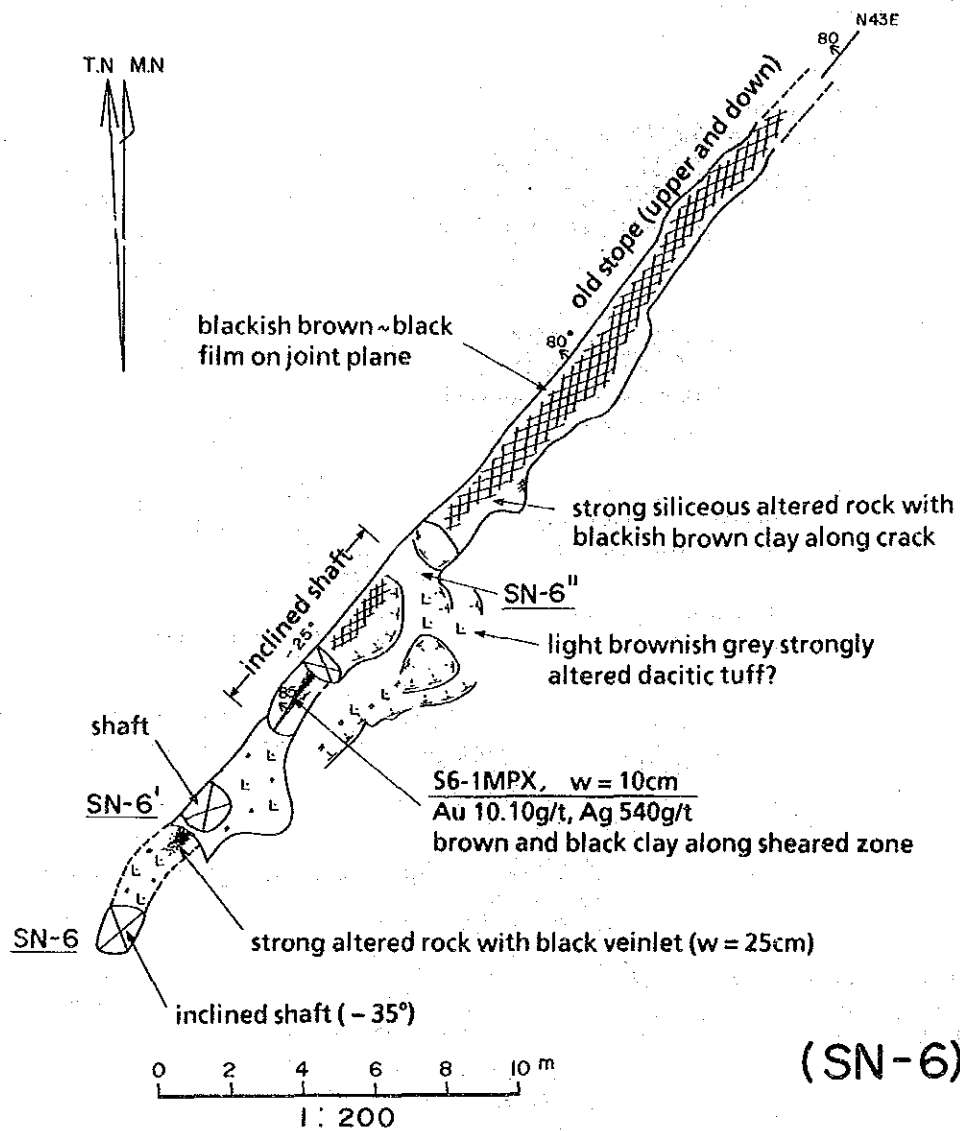 N43E
80
T.N M.N
old stope (upper and down)
80°
blackish brown ~ black
film on joint plane
strong siliceous altered rock with
blackish brown clay along crack
inclined shaft
-25°
SN-6"
light brownish grey strongly
altered dacitic tuff?
85
shaft
SN-6'
S6-1MPX, w = 10cm
Au 10.10g/t, Ag 540g/t
brown and black clay along sheared zone
SN-6
strong altered rock with black veinlet (w = 25cm)
inclined shaft (-35°)
(SN-6)
0 2 4 6 8 10 m
1:200